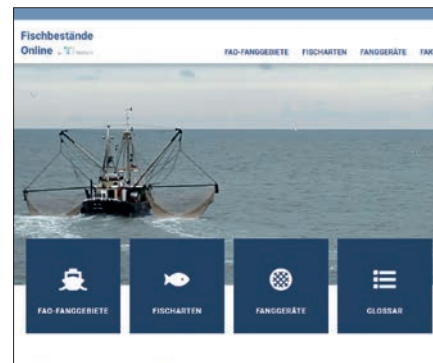 Fischbestände
Online
FAO-FANGGEBIETE FISCHARTEN FANGGERÄTE
FAO-FANGGEBIETE FISCHARTEN FANGGERÄTE GLOSSAR